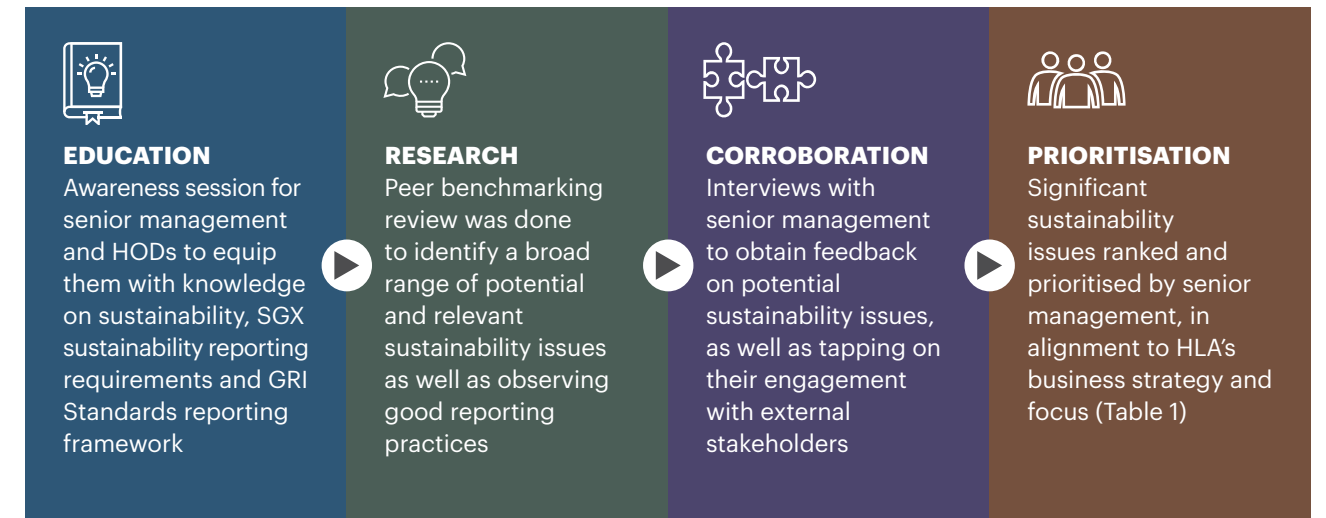 EDUCATION
Awareness session for
senior management
and HODs to equip
them with knowledge
on sustainability, SGX
sustainability reporting
requirements and GRI
Standards reporting
framework
RESEARCH
Peer benchmarking
review was done
to identify a broad
range of potential
and relevant
sustainability issues
as well as observing
good reporting
practices
CORROBORATION
Interviews with
senior management
to obtain feedback
on potential
sustainability issues,
as well as tapping on
their engagement
with external
stakeholders
PRIORITISATION
Significant
sustainability
issues ranked and
prioritised by senior
management, in
alignment to HLA’s
business strategy and
focus (Table 1)